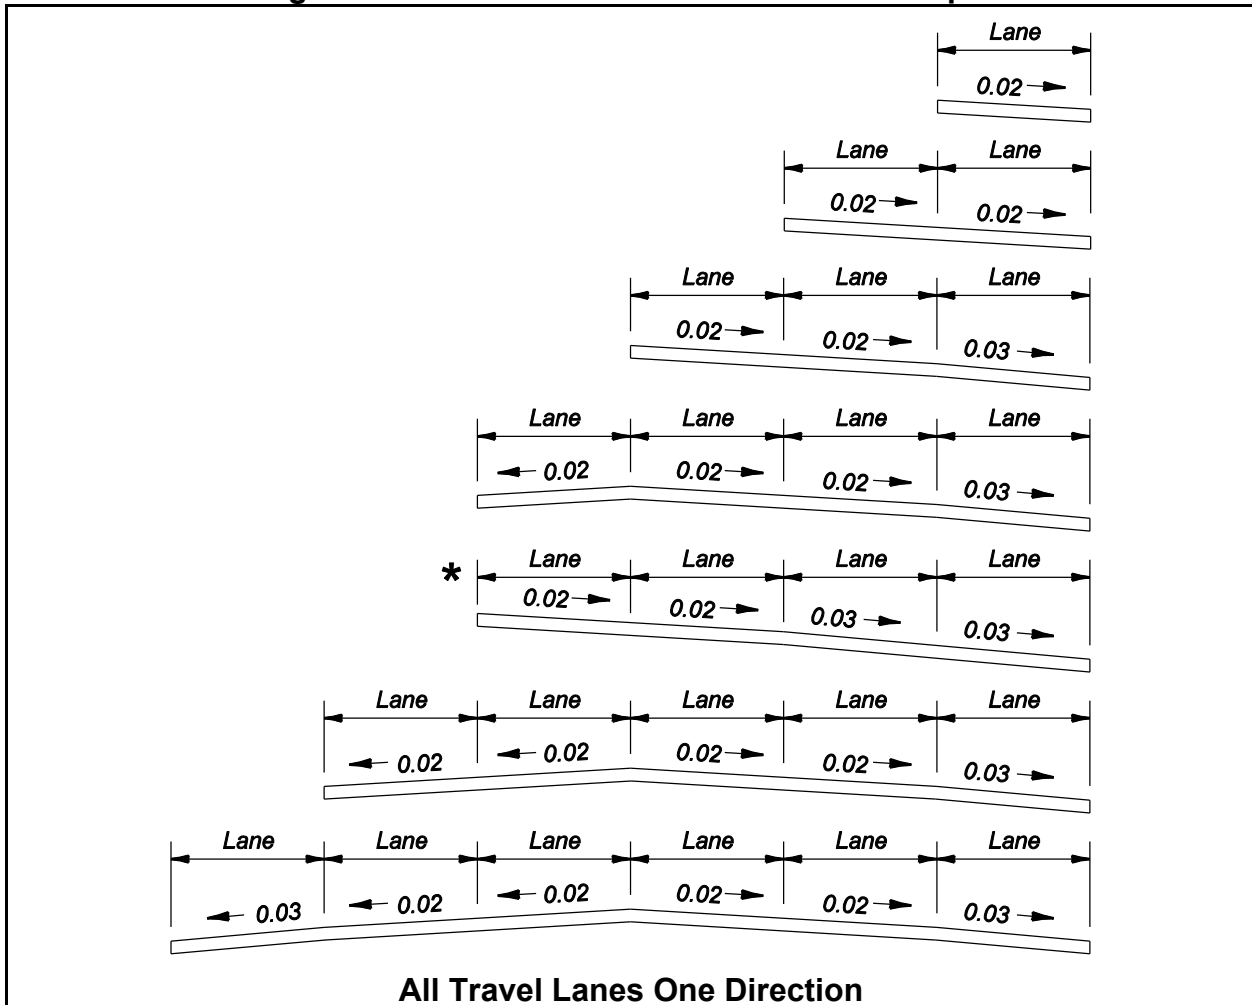 Lane
0.02
Lane Lane
0.02 0.02
Lane Lane Lane
0.02 0.02 0.03
Lane Lane Lane Lane
0.02 0.02 0.02 0.03
* Lane Lane Lane Lane
0.02 0.02 0.03 0.03
Lane Lane Lane Lane Lane
0.02 0.02 0.02 0.02 0.03
Lane Lane Lane Lane Lane Lane
0.03 0.02 0.02 0.02 0.02 0.03
All Travel Lanes One Direction